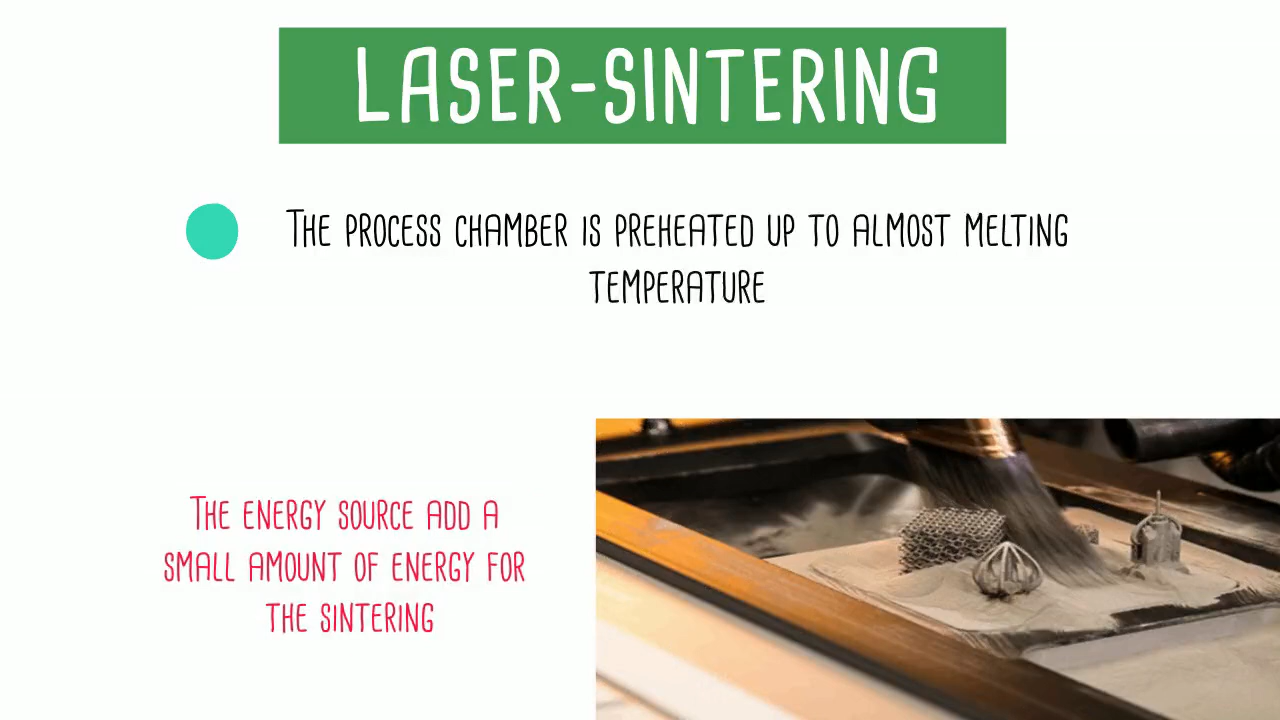 LASER-SINTERING
THE PROCESS CHAMBER IS PREHEATED UP TO ALMOST MELTING
TEMPERATURE
THE ENERGY SOURCE ADD A
SMALL AMOUNT OF ENERGY FOR
THE SINTERING